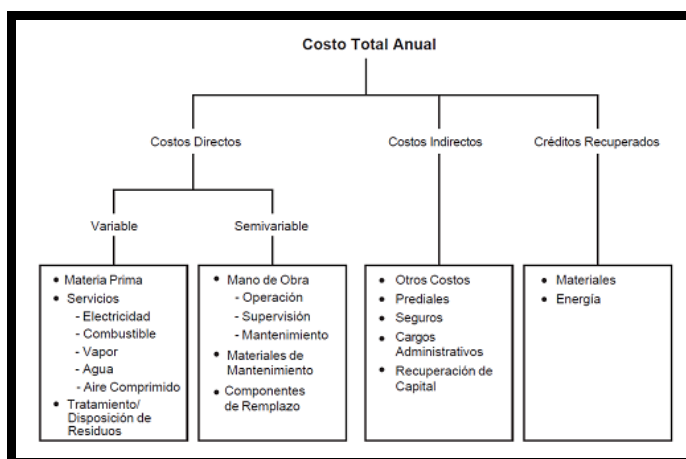 Costo Total Anual
Costos Directos
Costos Indirectos
Créditos Recuperados
Variable
Semivariable
• Materia Prima
• Servicios
- Electricidad
- Combustible
- Vapor
- Agua
- Aire Comprimido
• Tratamiento/
Disposición de
Residuos
• Mano de Obra
- Operación
- Supervisión
- Mantenimiento
• Materiales de
Mantenimiento
• Componentes
de Remplazo
• Otros Costos
• Prediales
• Seguros
• Cargos
Administrativos
• Recuperación de
Capital
• Materiales
• Energía